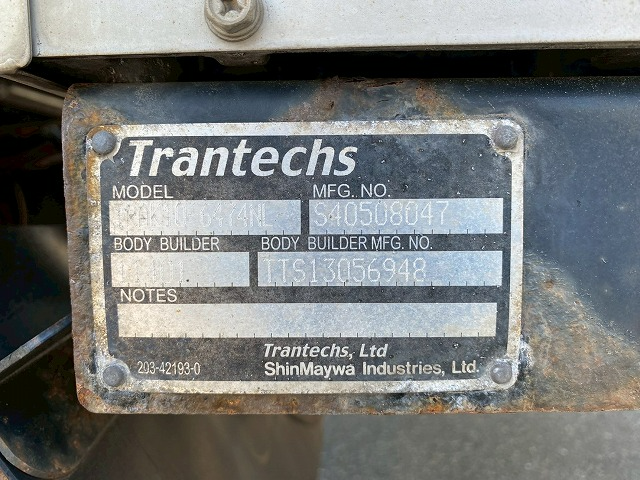 Trantechs
MODEL MFG. NO.
S40508047
BODY BUILDER BODY BUILDER MFG. NO.
TTS13056948
NOTES
Trantechs, Ltd
203-42193-0 ShinMaywa Industries, Ltd.